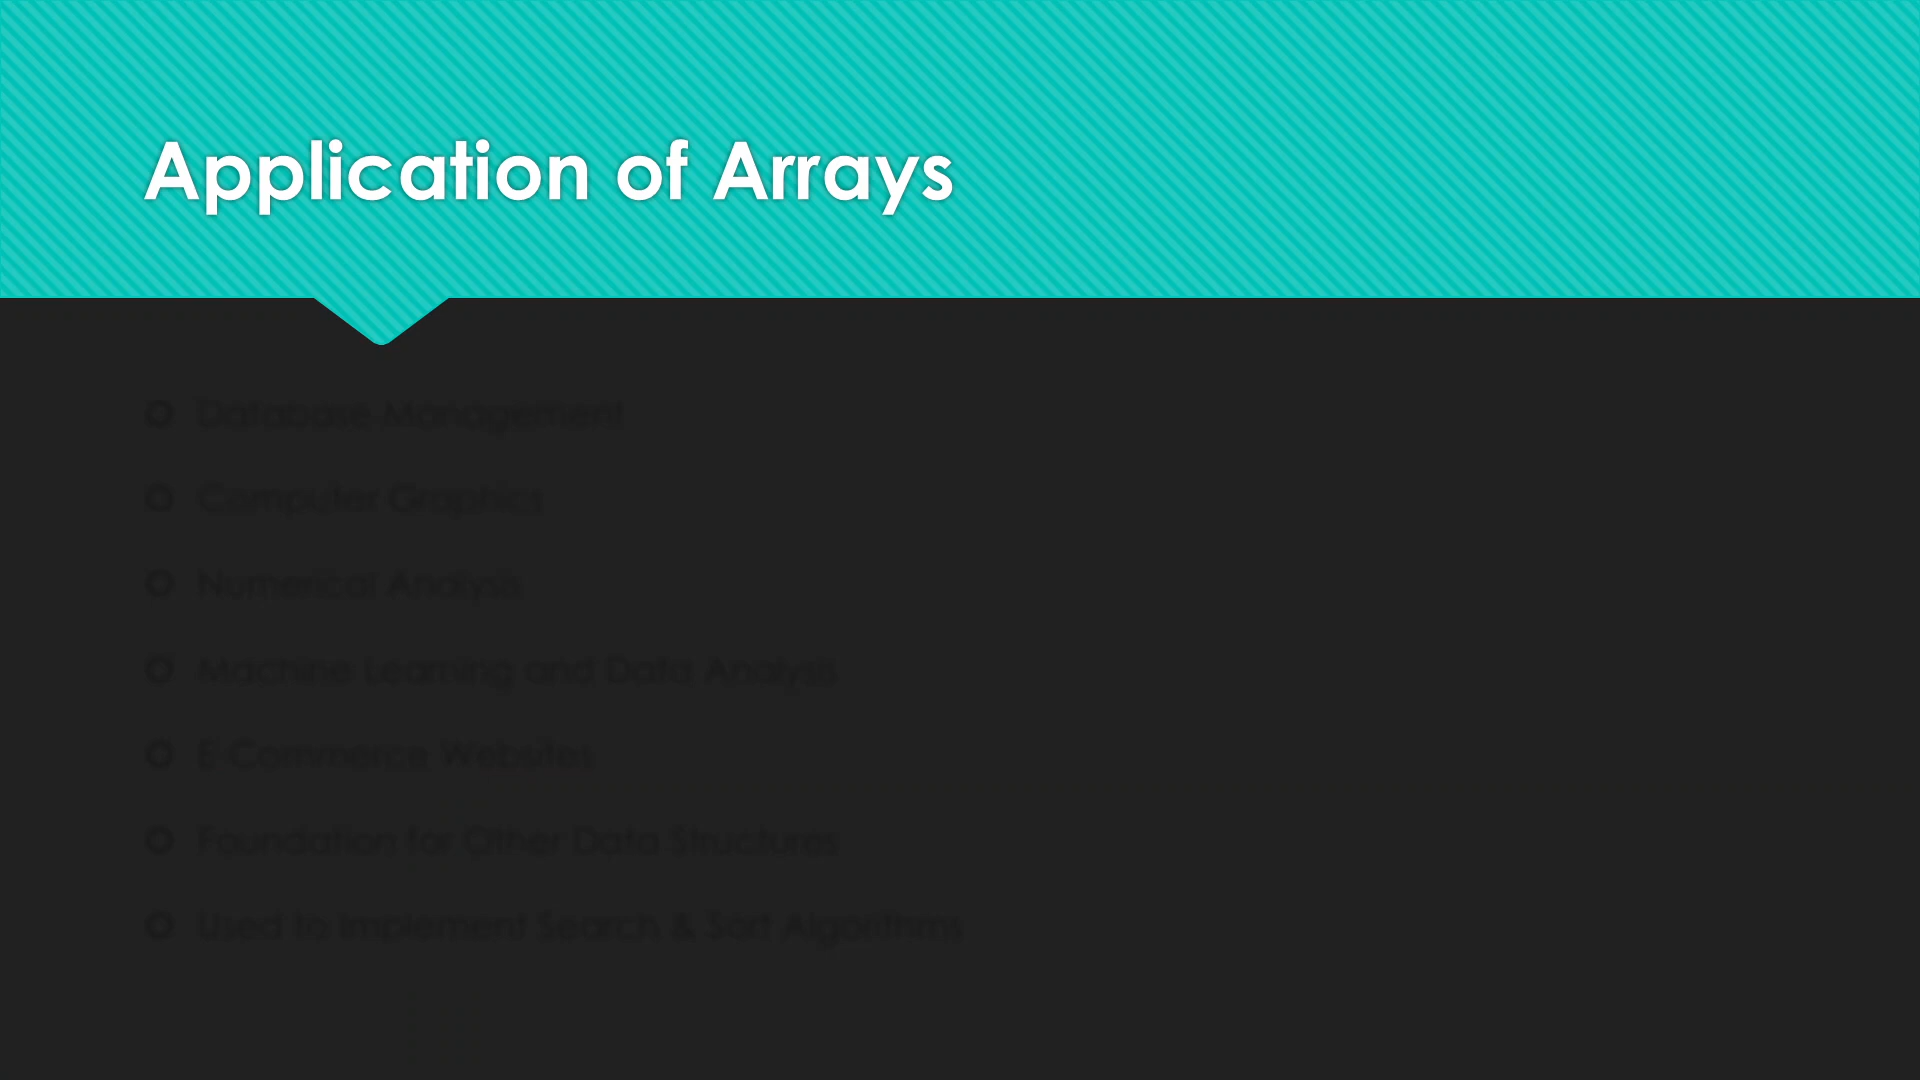 Application of Arrays
Database Management
Computer Graphics
Numerical Analysis
Machine Learning and Data Analysis
E-Commerce Websites
Foundation for Other Data Structures
Used to Implement Search & Sort Algorithms